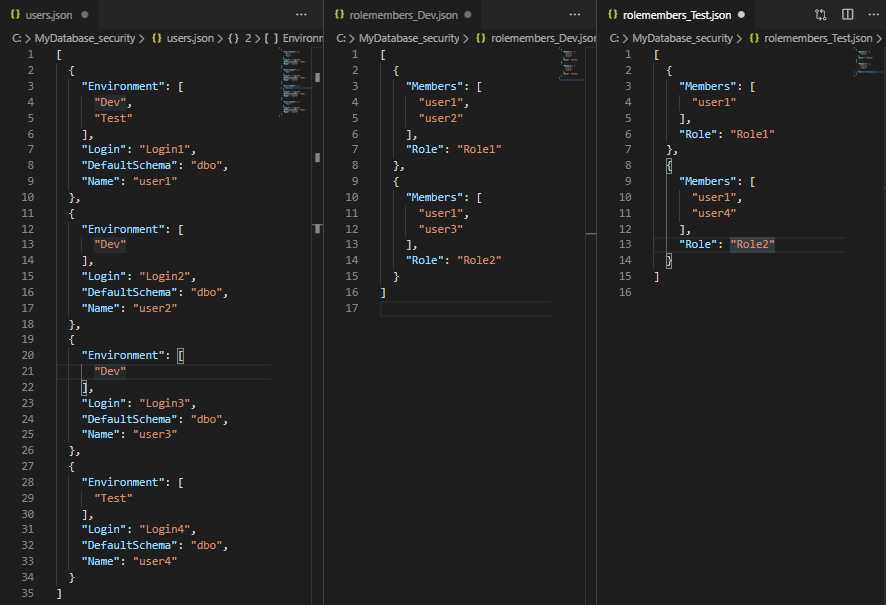 users.json
C: > MyDatabase_security > {} users.json > {} 2 > [ ] Environm
1 [
2 {
3 "Environment": [
4 "Dev",
5 "Test"
6 ],
7 "Login": "Login1",
8 "DefaultSchema": "dbo",
9 "Name": "user1"
10 },
11 {
12 "Environment": [
13 "Dev"
14 ],
15 "Login": "Login2",
16 "DefaultSchema": "dbo",
17 "Name": "user2"
18 },
19 {
20 "Environment": [
21 "Dev"
22 ],
23 "Login": "Login3",
24 "DefaultSchema": "dbo",
25 "Name": "user3"
26 },
27 {
28 "Environment": [
29 "Test"
30 ],
31 "Login": "Login4",
32 "DefaultSchema": "dbo",
33 "Name": "user4"
34 }
35 ]
rolemembers_Dev.json
C: > MyDatabase_security > {} rolemembers_Dev.json
1 [
2 {
3 "Members": [
4 "user1",
5 "user2"
6 ],
7 "Role": "Role1"
8 },
9 {
10 "Members": [
11 "user1",
12 "user3"
13 ],
14 "Role": "Role2"
15 }
16 ]
17
rolemembers_Test.json
C: > MyDatabase_security > {} rolemembers_Test.json >
1 [
2 {
3 "Members": [
4 "user1"
5 ],
6 "Role": "Role1"
7 },
8 {
9 "Members": [
10 "user1",
11 "user4"
12 ],
13 "Role": "Role2"
14 }
15 ]
16